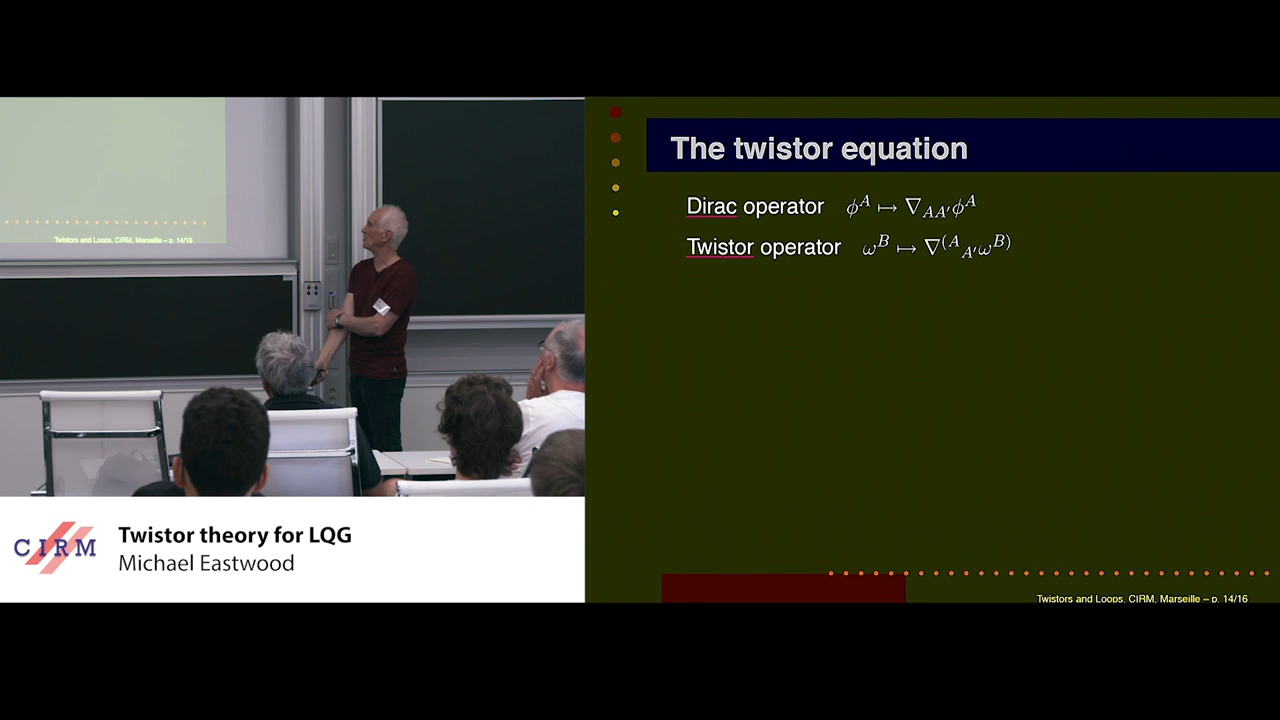 Twistors and Loops, CIRM, Marseille – p. 14/16
CIRM
Twistor theory for LQG
Michael Eastwood
The twistor equation
Dirac operator ϕ^A ↦ ∇_{AA′}ϕ^A
Twistor operator ω^B ↦ ∇^{(A}_{A′}ω^{B)}
Twistors and Loops, CIRM, Marseille – p. 14/16